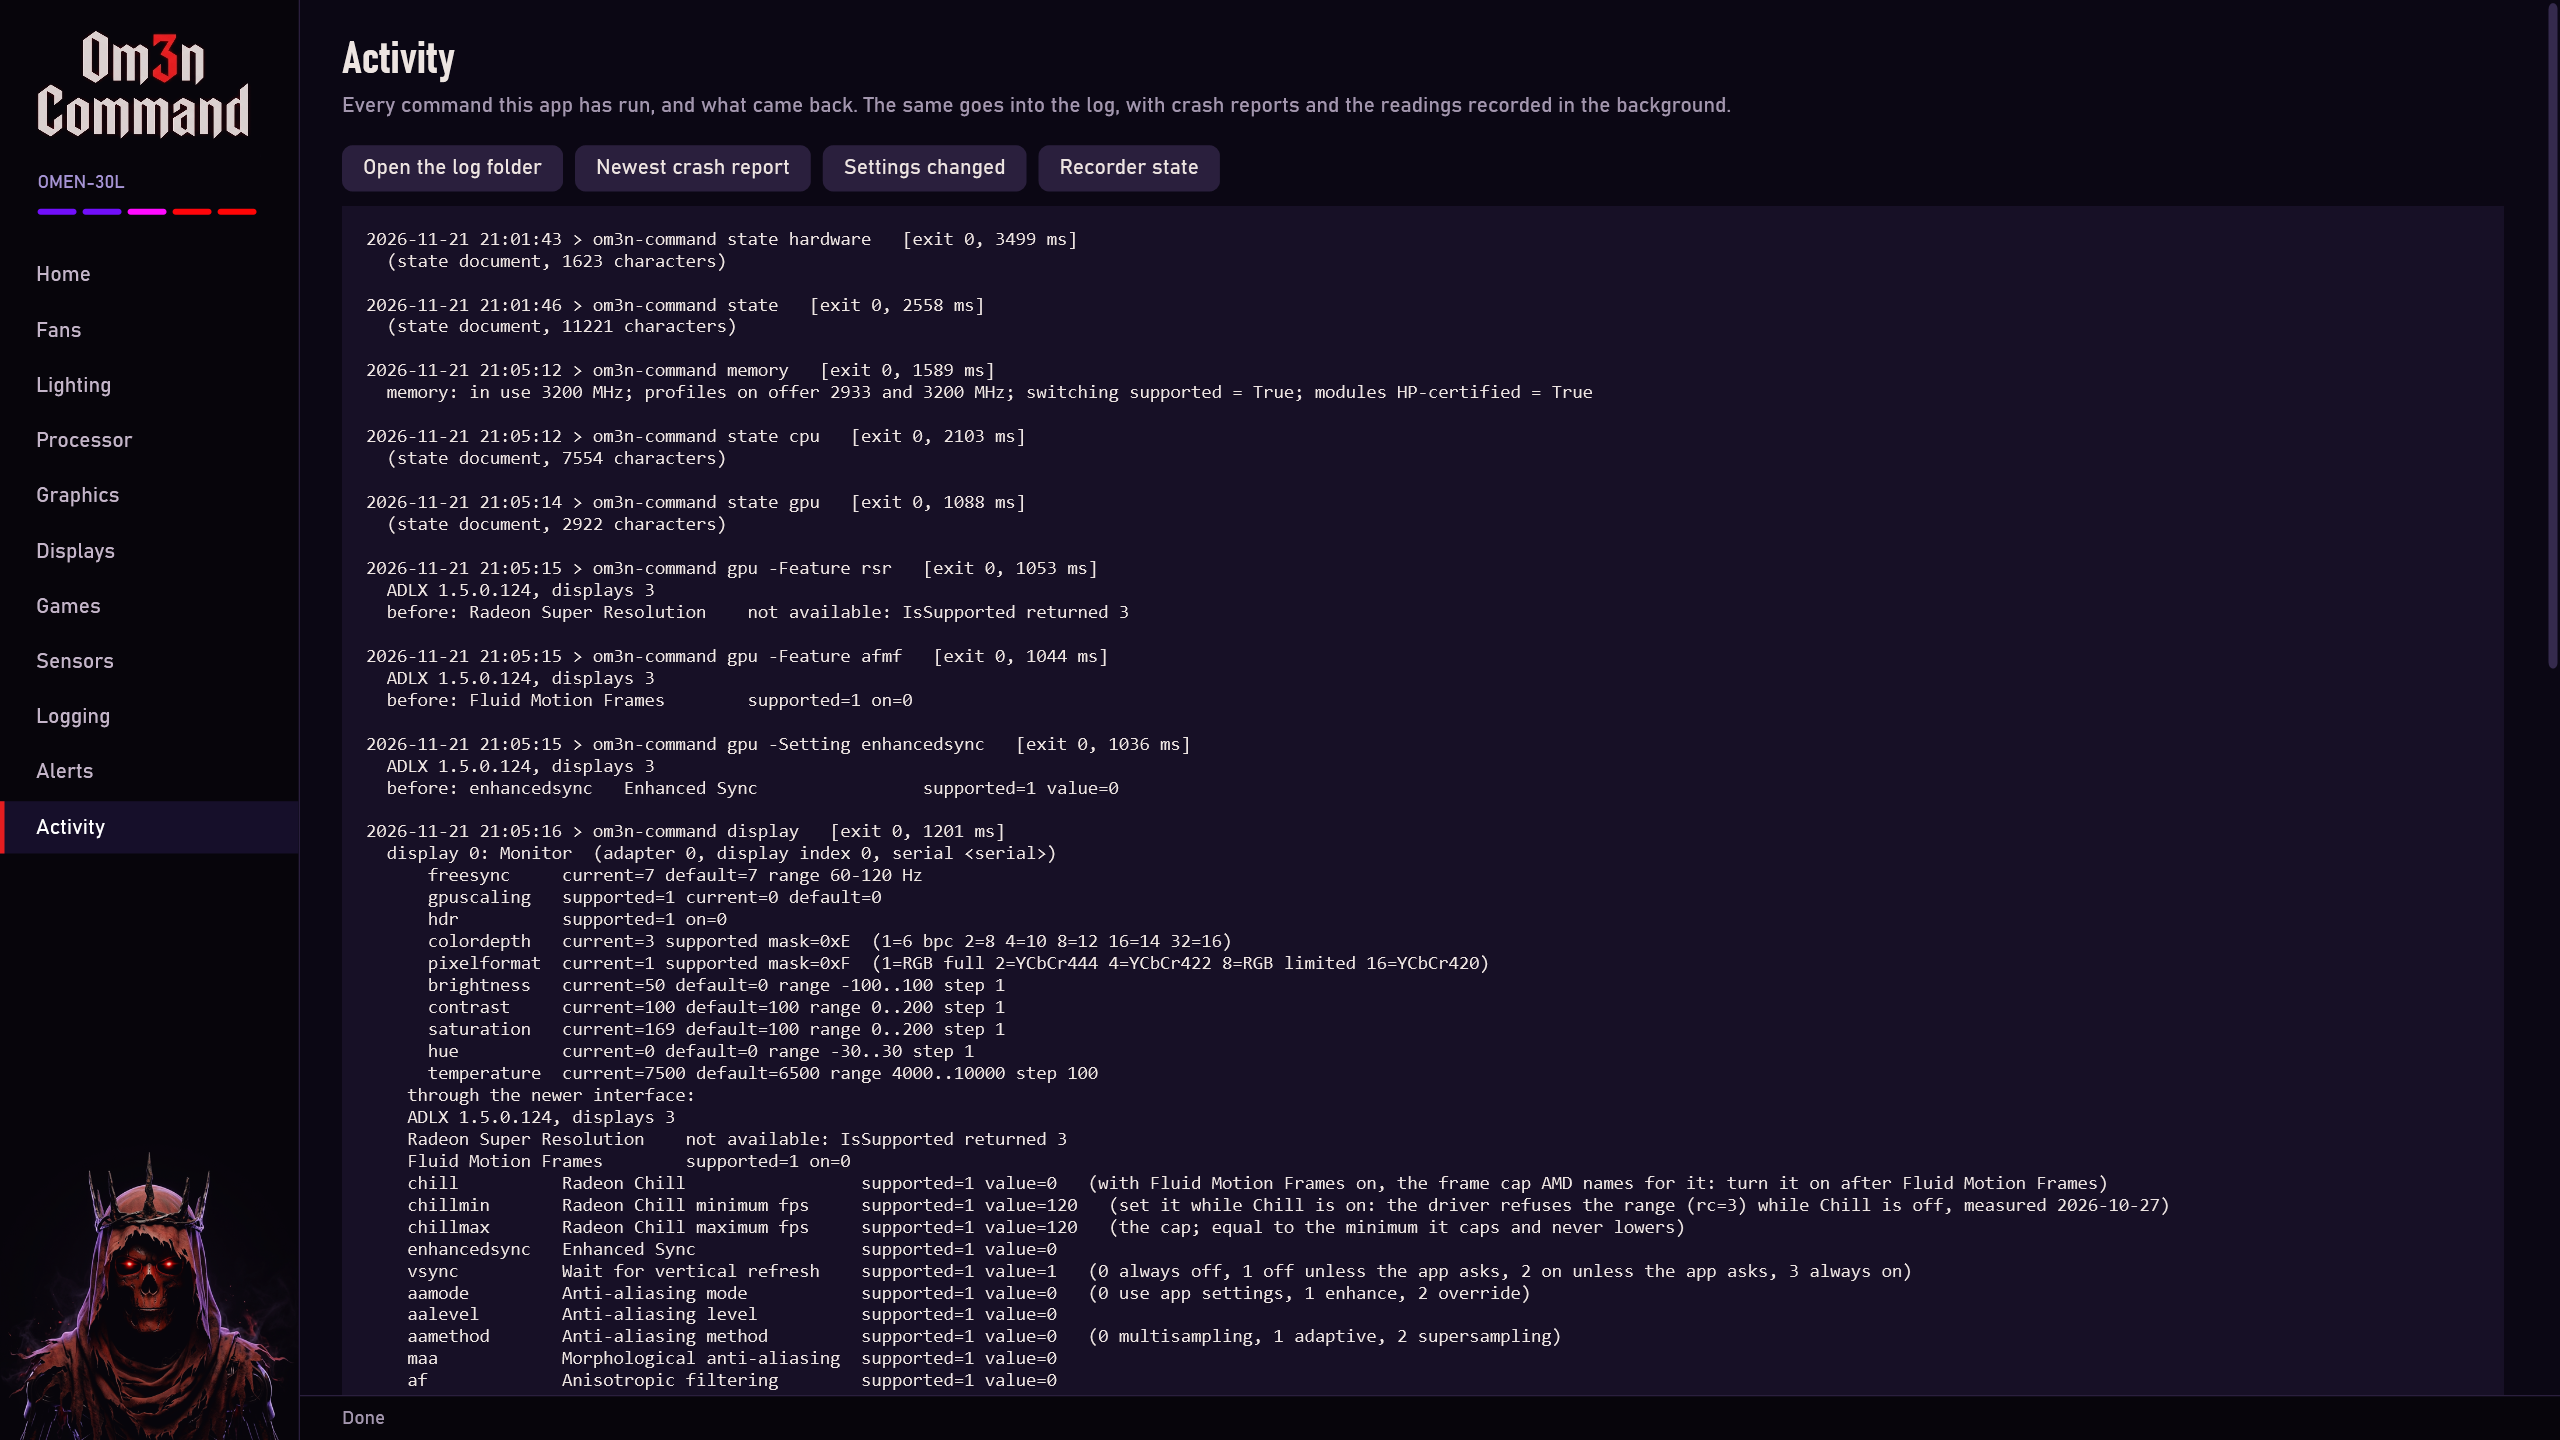 Om3n
Command
OMEN-30L
Home
Fans
Lighting
Processor
Graphics
Displays
Games
Sensors
Logging
Alerts
Activity
Activity
Every command this app has run, and what came back. The same goes into the log, with crash reports and the readings recorded in the background.
Open the log folder
Newest crash report
Settings changed
Recorder state
2026-11-21 21:01:43 > om3n-command state hardware   [exit 0, 3499 ms]
(state document, 1623 characters)
2026-11-21 21:01:46 > om3n-command state   [exit 0, 2558 ms]
(state document, 11221 characters)
2026-11-21 21:05:12 > om3n-command memory   [exit 0, 1589 ms]
memory: in use 3200 MHz; profiles on offer 2933 and 3200 MHz; switching supported = True; modules HP-certified = True
2026-11-21 21:05:12 > om3n-command state cpu   [exit 0, 2103 ms]
(state document, 7554 characters)
2026-11-21 21:05:14 > om3n-command state gpu   [exit 0, 1088 ms]
(state document, 2922 characters)
2026-11-21 21:05:15 > om3n-command gpu -Feature rsr   [exit 0, 1053 ms]
ADLX 1.5.0.124, displays 3
before: Radeon Super Resolution    not available: IsSupported returned 3
2026-11-21 21:05:15 > om3n-command gpu -Feature afmf   [exit 0, 1044 ms]
ADLX 1.5.0.124, displays 3
before: Fluid Motion Frames        supported=1 on=0
2026-11-21 21:05:15 > om3n-command gpu -Setting enhancedsync   [exit 0, 1036 ms]
ADLX 1.5.0.124, displays 3
before: enhancedsync   Enhanced Sync                supported=1 value=0
2026-11-21 21:05:16 > om3n-command display   [exit 0, 1201 ms]
display 0: Monitor  (adapter 0, display index 0, serial <serial>)
freesync     current=7 default=7 range 60-120 Hz
gpuscaling   supported=1 current=0 default=0
hdr          supported=1 on=0
colordepth   current=3 supported mask=0xE  (1=6 bpc 2=8 4=10 8=12 16=14 32=16)
pixelformat  current=1 supported mask=0xF  (1=RGB full 2=YCbCr444 4=YCbCr422 8=RGB limited 16=YCbCr420)
brightness   current=50 default=0 range -100..100 step 1
contrast     current=100 default=100 range 0..200 step 1
saturation   current=169 default=100 range 0..200 step 1
hue          current=0 default=0 range -30..30 step 1
temperature  current=7500 default=6500 range 4000..10000 step 100
through the newer interface:
ADLX 1.5.0.124, displays 3
Radeon Super Resolution    not available: IsSupported returned 3
Fluid Motion Frames        supported=1 on=0
chill          Radeon Chill                 supported=1 value=0   (with Fluid Motion Frames on, the frame cap AMD names for it: turn it on after Fluid Motion Frames)
chillmin       Radeon Chill minimum fps     supported=1 value=120   (set it while Chill is on: the driver refuses the range (rc=3) while Chill is off, measured 2026-10-27)
chillmax       Radeon Chill maximum fps     supported=1 value=120   (the cap; equal to the minimum it caps and never lowers)
enhancedsync   Enhanced Sync                supported=1 value=0
vsync          Wait for vertical refresh    supported=1 value=1   (0 always off, 1 off unless the app asks, 2 on unless the app asks, 3 always on)
aamode         Anti-aliasing mode           supported=1 value=0   (0 use app settings, 1 enhance, 2 override)
aalevel        Anti-aliasing level          supported=1 value=0
aamethod       Anti-aliasing method         supported=1 value=0   (0 multisampling, 1 adaptive, 2 supersampling)
maa            Morphological anti-aliasing  supported=1 value=0
af             Anisotropic filtering        supported=1 value=0
Done